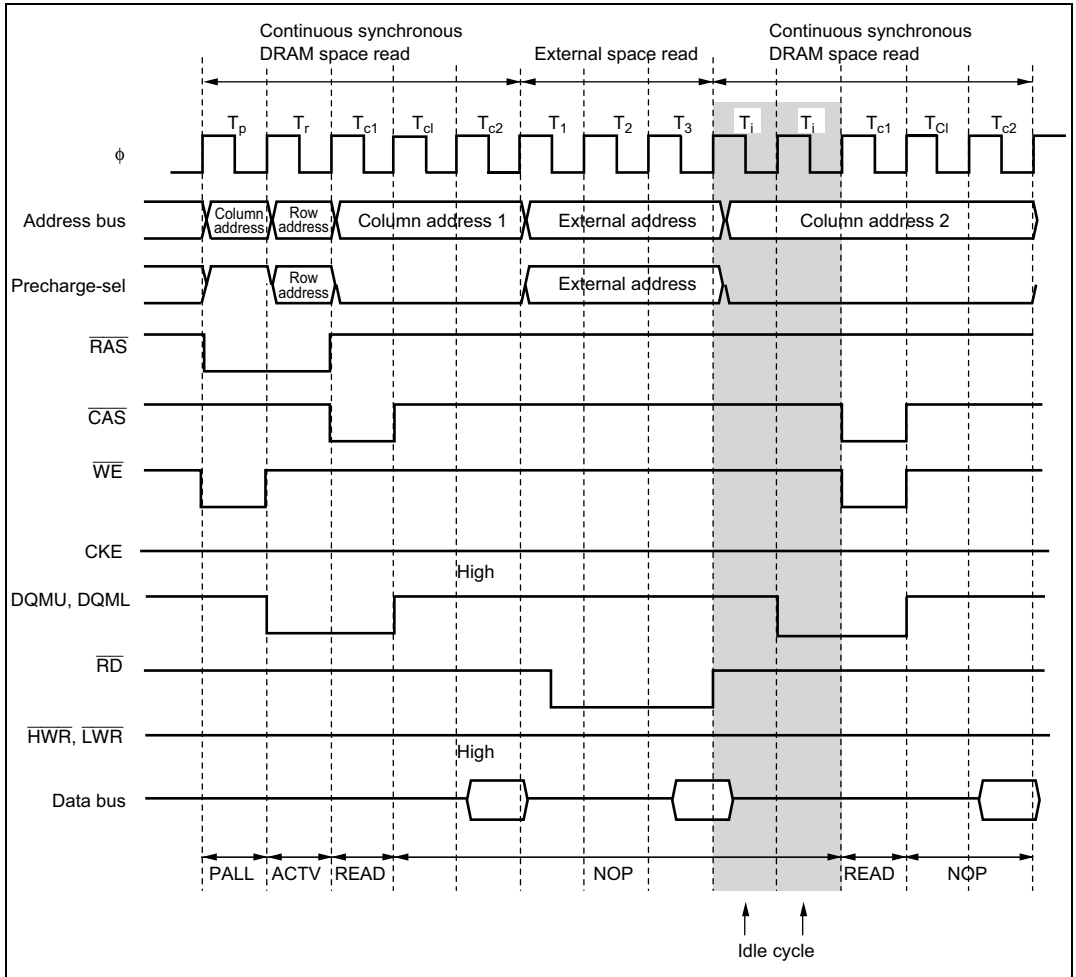 Continuous synchronous
DRAM space read
External space read
Continuous synchronous
DRAM space read
Tp Tr Tc1 Tcl Tc2 T1 T2 T3 Ti Ti Tc1 TCl Tc2
ϕ
Address bus
Column
address
Row
address
Column address 1
External address
Column address 2
Precharge-sel
Row
address
External address
RAS
CAS
WE
CKE
High
DQMU, DQML
RD
HWR, LWR
High
Data bus
PALL ACTV READ NOP READ NOP
Idle cycle